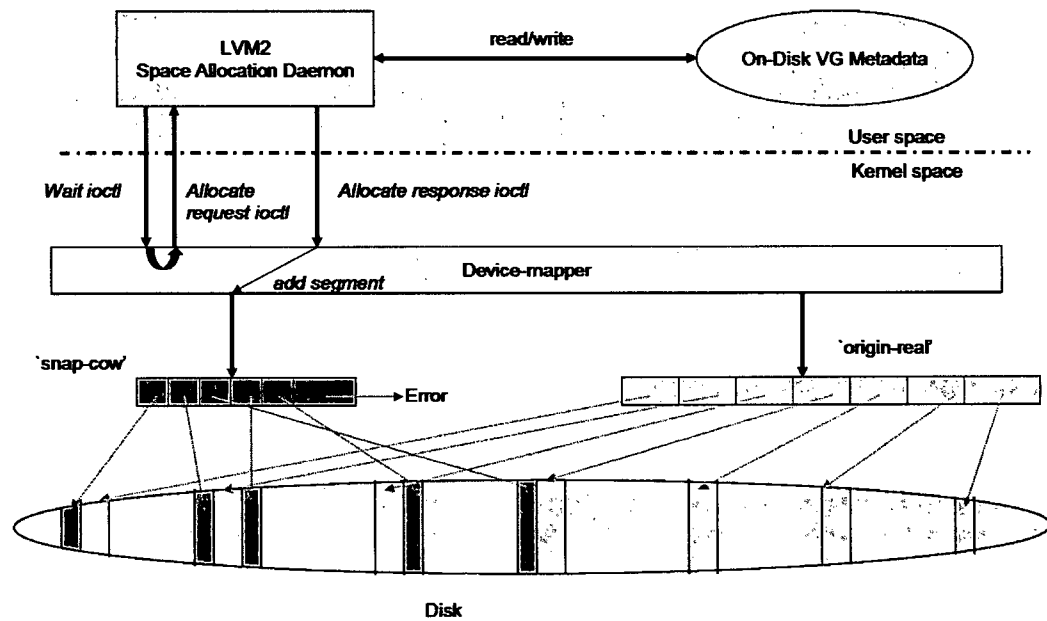 LVM2
Space Allocation Daemon
read/write
On-Disk VG Metadata
User space
Kernel space
Wait ioctl
Allocate
request ioctl
Allocate response ioctl
Device-mapper
add segment
`snap-cow'
`origin-real'
Error
Disk